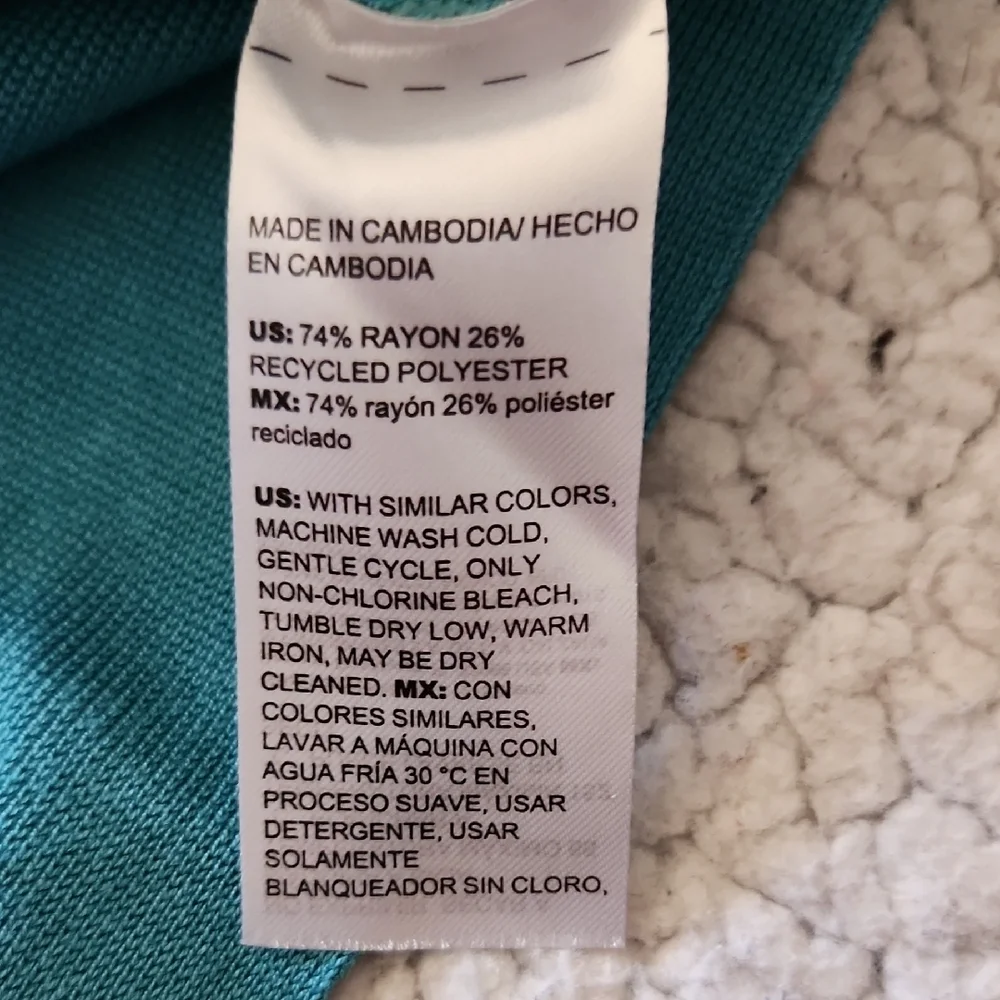 MADE IN CAMBODIA/ HECHO
EN CAMBODIA
US: 74% RAYON 26%
RECYCLED POLYESTER
MX: 74% rayón 26% poliéster
reciclado
US: WITH SIMILAR COLORS,
MACHINE WASH COLD,
GENTLE CYCLE, ONLY
NON-CHLORINE BLEACH,
TUMBLE DRY LOW, WARM
IRON, MAY BE DRY
CLEANED. MX: CON
COLORES SIMILARES,
LAVAR A MÁQUINA CON
AGUA FRÍA 30 °C EN
PROCESO SUAVE, USAR
DETERGENTE, USAR
SOLAMENTE
BLANQUEADOR SIN CLORO,